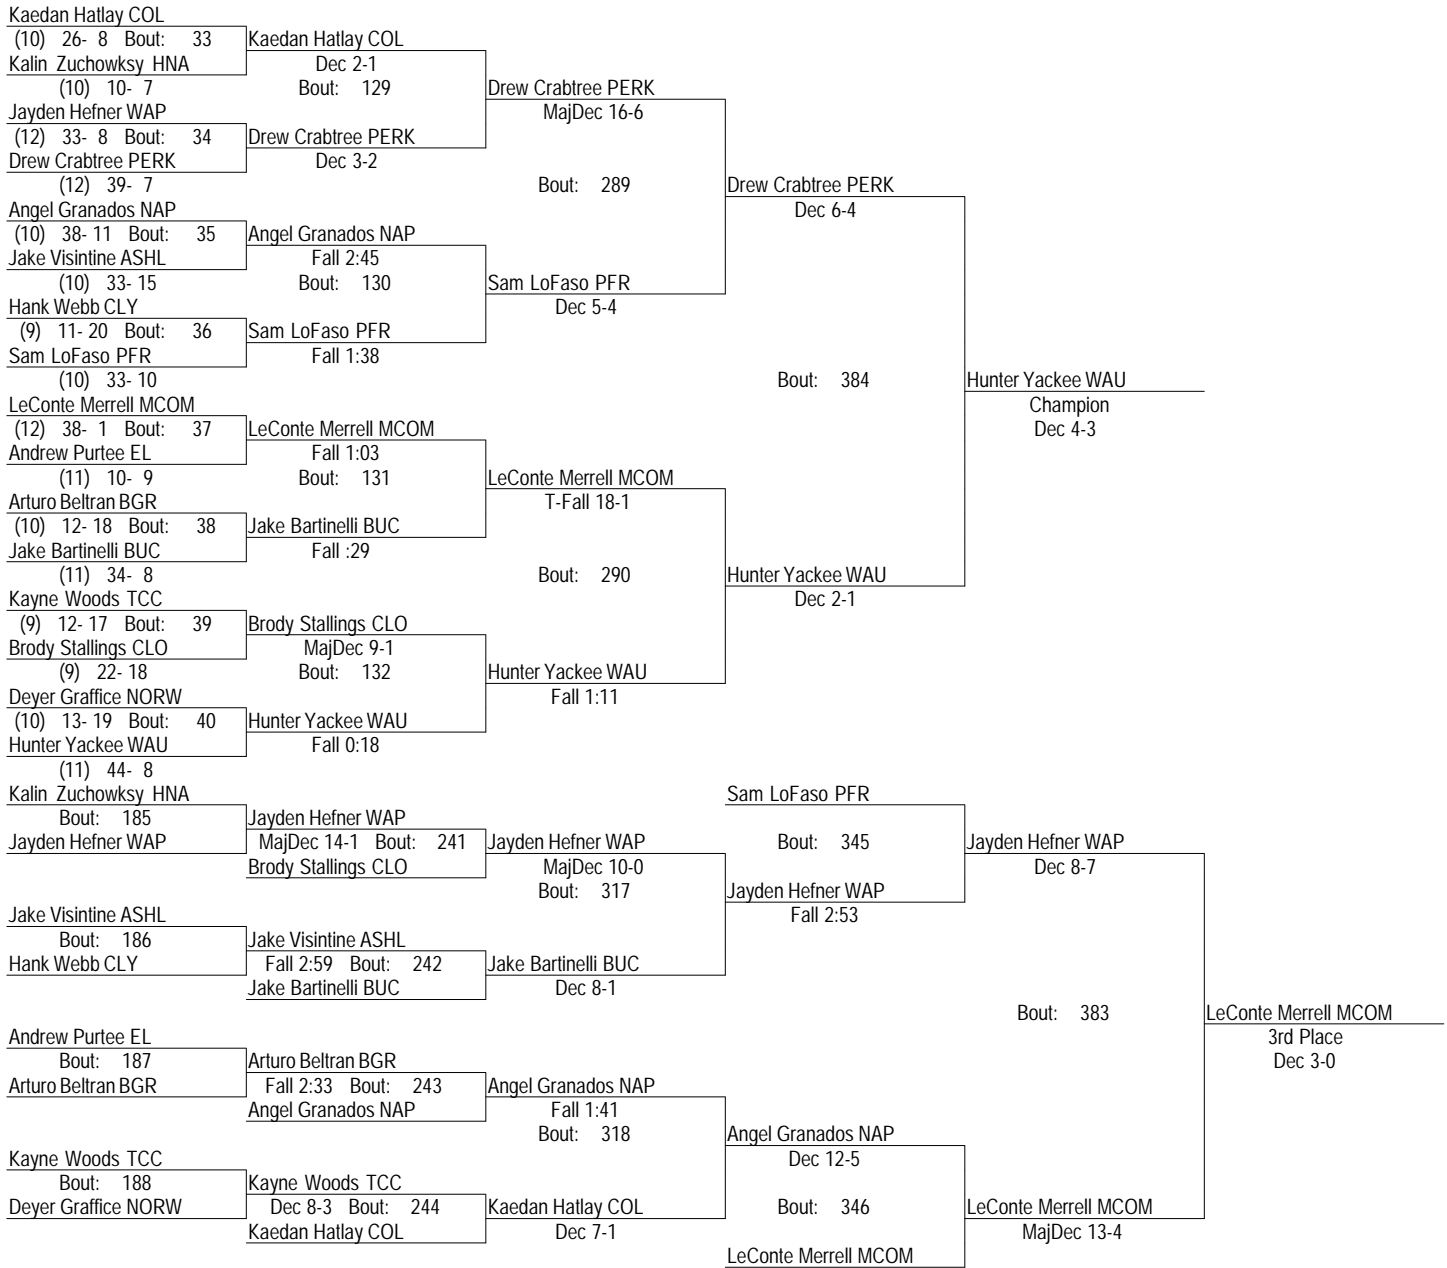 Kaedan Hatlay COL
(10) 26- 8 Bout: 33 Kaedan Hatlay COL
Kalin Zuchowksy HNA Dec 2-1
(10) 10- 7 Bout: 129 Drew Crabtree PERK
Jayden Hefner WAP MajDec 16-6
(12) 33- 8 Bout: 34 Drew Crabtree PERK
Drew Crabtree PERK Dec 3-2
(12) 39- 7 Bout: 289 Drew Crabtree PERK
Angel Granados NAP Dec 6-4
(10) 38- 11 Bout: 35 Angel Granados NAP
Jake Visintine ASHL Fall 2:45
(10) 33- 15 Bout: 130 Sam LoFaso PFR
Hank Webb CLY Dec 5-4
(9) 11- 20 Bout: 36 Sam LoFaso PFR
Sam LoFaso PFR Fall 1:38
(10) 33- 10 Bout: 384 Hunter Yackee WAU
LeConte Merrell MCOM Champion
(12) 38- 1 Bout: 37 LeConte Merrell MCOM Dec 4-3
Andrew Purtee EL Fall 1:03
(11) 10- 9 Bout: 131 LeConte Merrell MCOM
Arturo Beltran BGR T-Fall 18-1
(10) 12- 18 Bout: 38 Jake Bartinelli BUC
Jake Bartinelli BUC Fall :29
(11) 34- 8 Bout: 290 Hunter Yackee WAU
Kayne Woods TCC Dec 2-1
(9) 12- 17 Bout: 39 Brody Stallings CLO
Brody Stallings CLO MajDec 9-1
(9) 22- 18 Bout: 132 Hunter Yackee WAU
Deyer Graffice NORW Fall 1:11
(10) 13- 19 Bout: 40 Hunter Yackee WAU
Hunter Yackee WAU Fall 0:18
(11) 44- 8
Kalin Zuchowksy HNA Sam LoFaso PFR
Bout: 185 Jayden Hefner WAP
Jayden Hefner WAP MajDec 14-1 Bout: 241 Jayden Hefner WAP Bout: 345 Jayden Hefner WAP
Brody Stallings CLO MajDec 10-0 Dec 8-7
Bout: 317 Jayden Hefner WAP
Jake Visintine ASHL Fall 2:53
Bout: 186 Jake Visintine ASHL
Hank Webb CLY Fall 2:59 Bout: 242 Jake Bartinelli BUC
Jake Bartinelli BUC Dec 8-1
Bout: 383 LeConte Merrell MCOM
Andrew Purtee EL 3rd Place
Bout: 187 Arturo Beltran BGR Dec 3-0
Arturo Beltran BGR Fall 2:33 Bout: 243 Angel Granados NAP
Angel Granados NAP Fall 1:41
Bout: 318 Angel Granados NAP
Kayne Woods TCC Dec 12-5
Bout: 188 Kayne Woods TCC
Deyer Graffice NORW Dec 8-3 Bout: 244 Kaedan Hatlay COL Bout: 346 LeConte Merrell MCOM
Kaedan Hatlay COL Dec 7-1 MajDec 13-4
LeConte Merrell MCOM